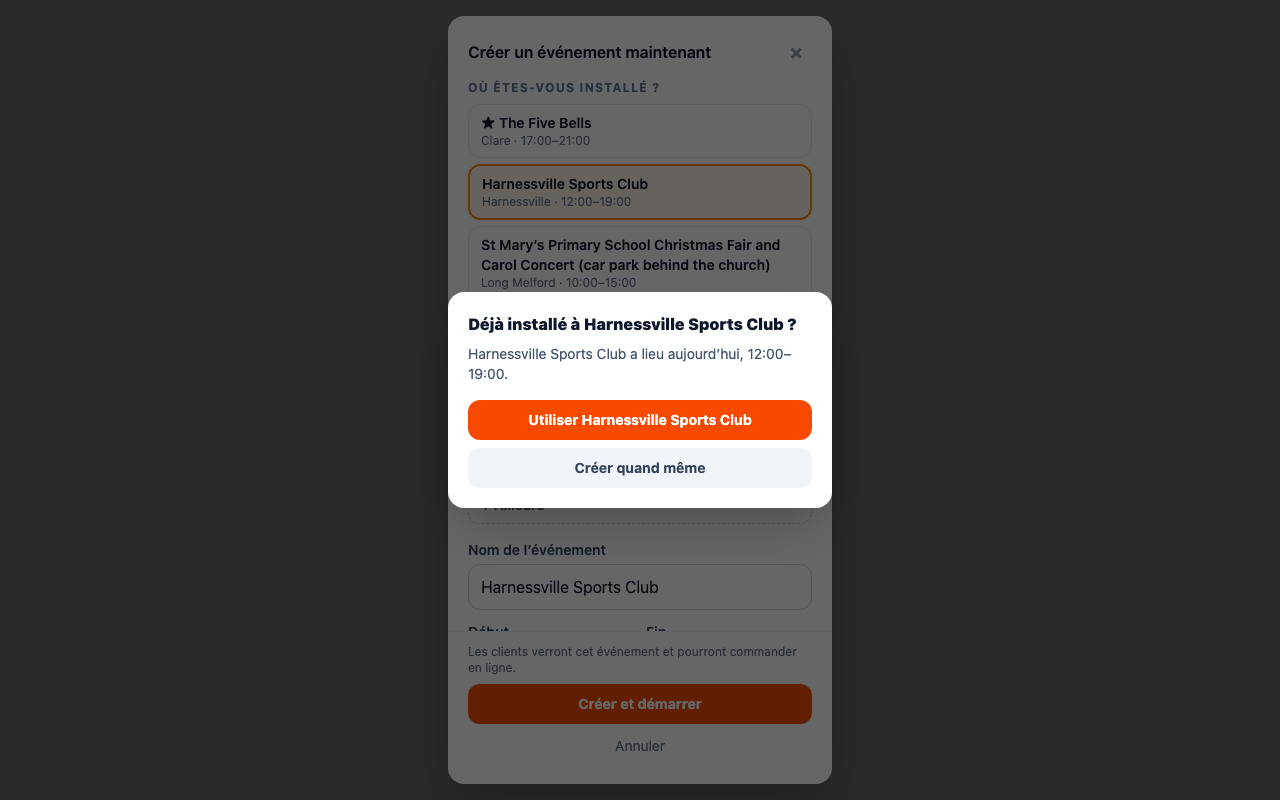 Créer un événement maintenant
OÙ ÊTES-VOUS INSTALLÉ ?
★ The Five Bells
Clare · 17:00–21:00
Harnessville Sports Club
Harnessville · 12:00–19:00
St Mary’s Primary School Christmas Fair and
Carol Concert (car park behind the church)
Long Melford · 10:00–15:00
Déjà installé à Harnessville Sports Club ?
Harnessville Sports Club a lieu aujourd’hui, 12:00–
19:00.
Utiliser Harnessville Sports Club
Créer quand même
Nom de l’événement
Harnessville Sports Club
Les clients verront cet événement et pourront commander
en ligne.
Créer et démarrer
Annuler